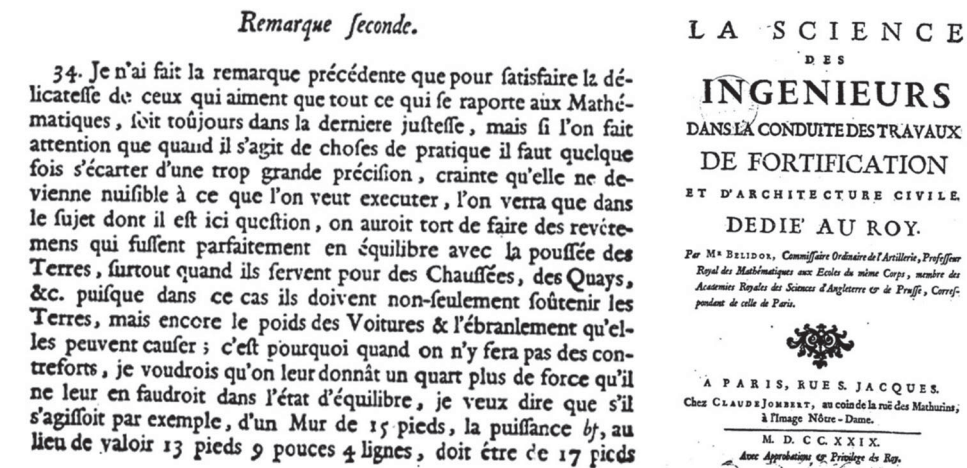 Remarque ſeconde.
34. Je n'ai fait la remarque précédente que pour ſatisfaire la dé-
licateſſe de ceux qui aiment que tout ce qui ſe raporte aux Mathé-
matiques, ſoit toûjours dans la derniere juſteſſe, mais ſi l'on fait
attention que quand il s'agit de choſes de pratique il faut quelque
fois s'écarter d'une trop grande préciſion, crainte qu'elle ne de-
vienne nuiſible à ce que l'on veut executer, l'on verra que dans
le ſujet dont il eſt ici queſtion, on auroit tort de faire des revéte-
mens qui fuſſent parfaitement en équilibre avec la pouſſée des
Terres, ſurtout quand ils ſervent pour des Chauſſées, des Quays,
&c. puiſque dans ce cas ils doivent non-ſeulement ſoûtenir les
Terres, mais encore le poids des Voitures & l'ébranlement qu'el-
les peuvent cauſer ; c'eſt pourquoi quand on n'y fera pas des con-
treforts, je voudrois qu'on leur donnât un quart plus de force qu'il
ne leur en faudroit dans l'état d'équilibre, je veux dire que s'il
s'agiſſoit par exemple, d'un Mur de 15 pieds, la puiſſance bf, au
lieu de valoir 13 pieds 9 pouces 4 lignes, doit étre de 17 pieds
LA SCIENCE
DES
INGENIEURS
DANS LA CONDUITE DES TRAVAUX
DE FORTIFICATION
ET D'ARCHITECTURE CIVILE.
DEDIE' AU ROY.
Par Mr BELIDOR, Commiſſaire Ordinaire de l'Artillerie, Profeſſeur
Royal des Mathématiques aux Ecoles du même Corps, membre des
Academies Royales des Sciences d'Angleterre & de Pruſſe, Correſ-
pondant de celle de Paris.
A PARIS, RUE S. JACQUES.
Chez CLAUDE JOMBERT, au coin de la ruë des Mathurins,
à l'Image Nôtre-Dame.
M. D. CC. XXIX.
Avec Approbations & Privilege du Roy.